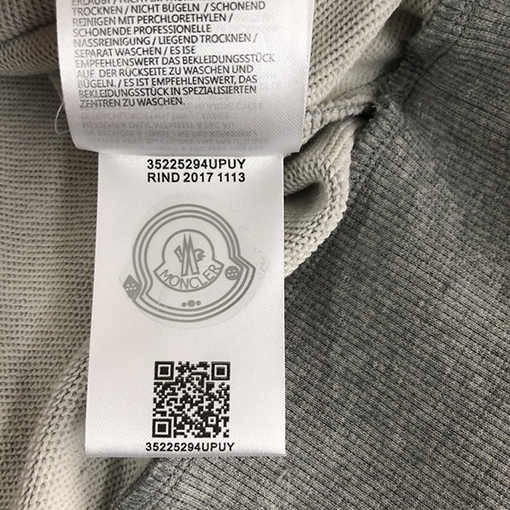 TROCKNEN / NICHT BÜGELN / SCHONEND
REINIGEN MIT PERCHLORETHYLEN /
SCHONENDE PROFESSIONELLE
NASSREINIGUNG / LIEGEND TROCKNEN /
SEPARAT WASCHEN / ES ISE
EMPFEHLENSWERT DAS BEKLEIDUNGSSTÜCK
AUF DER RÜCKSEITE ZU WASCHEN UND
BÜGELN. / ES IST EMPFEHLENSWERT, DAS
BEKLEIDUNGSSTÜCK IN SPEZIALISIERTEN
ZENTREN ZU WASCHEN.
35225294UPUY
RIND 2017 1113
MONCLER
35225294UPUY